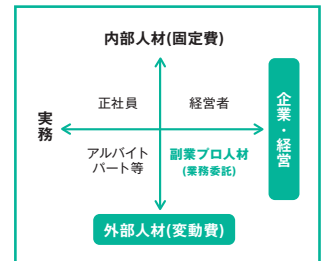 内部人材(固定費)
正社員
経営者
実務
企業・経営
アルバイト
パート等
副業プロ人材
(業務委託)
外部人材(変動費)